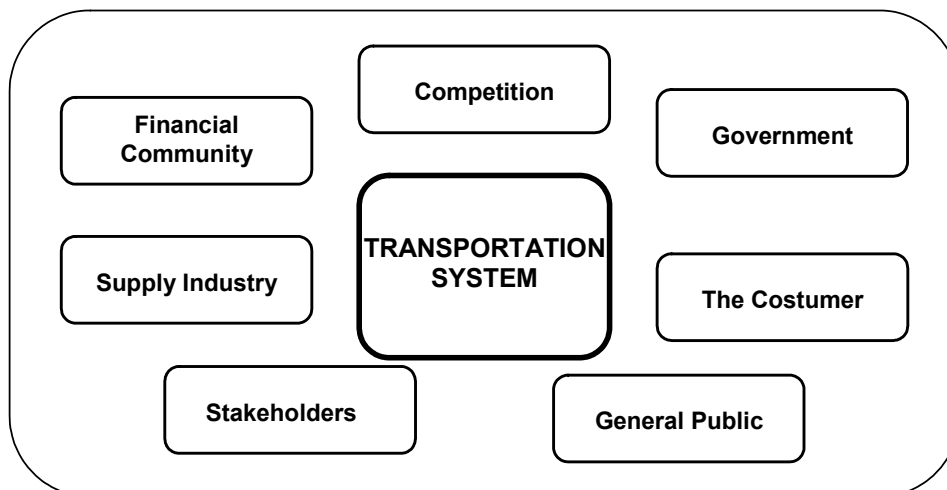 Competition
Financial
Community
Government
TRANSPORTATION
SYSTEM
Supply Industry
The Costumer
Stakeholders
General Public